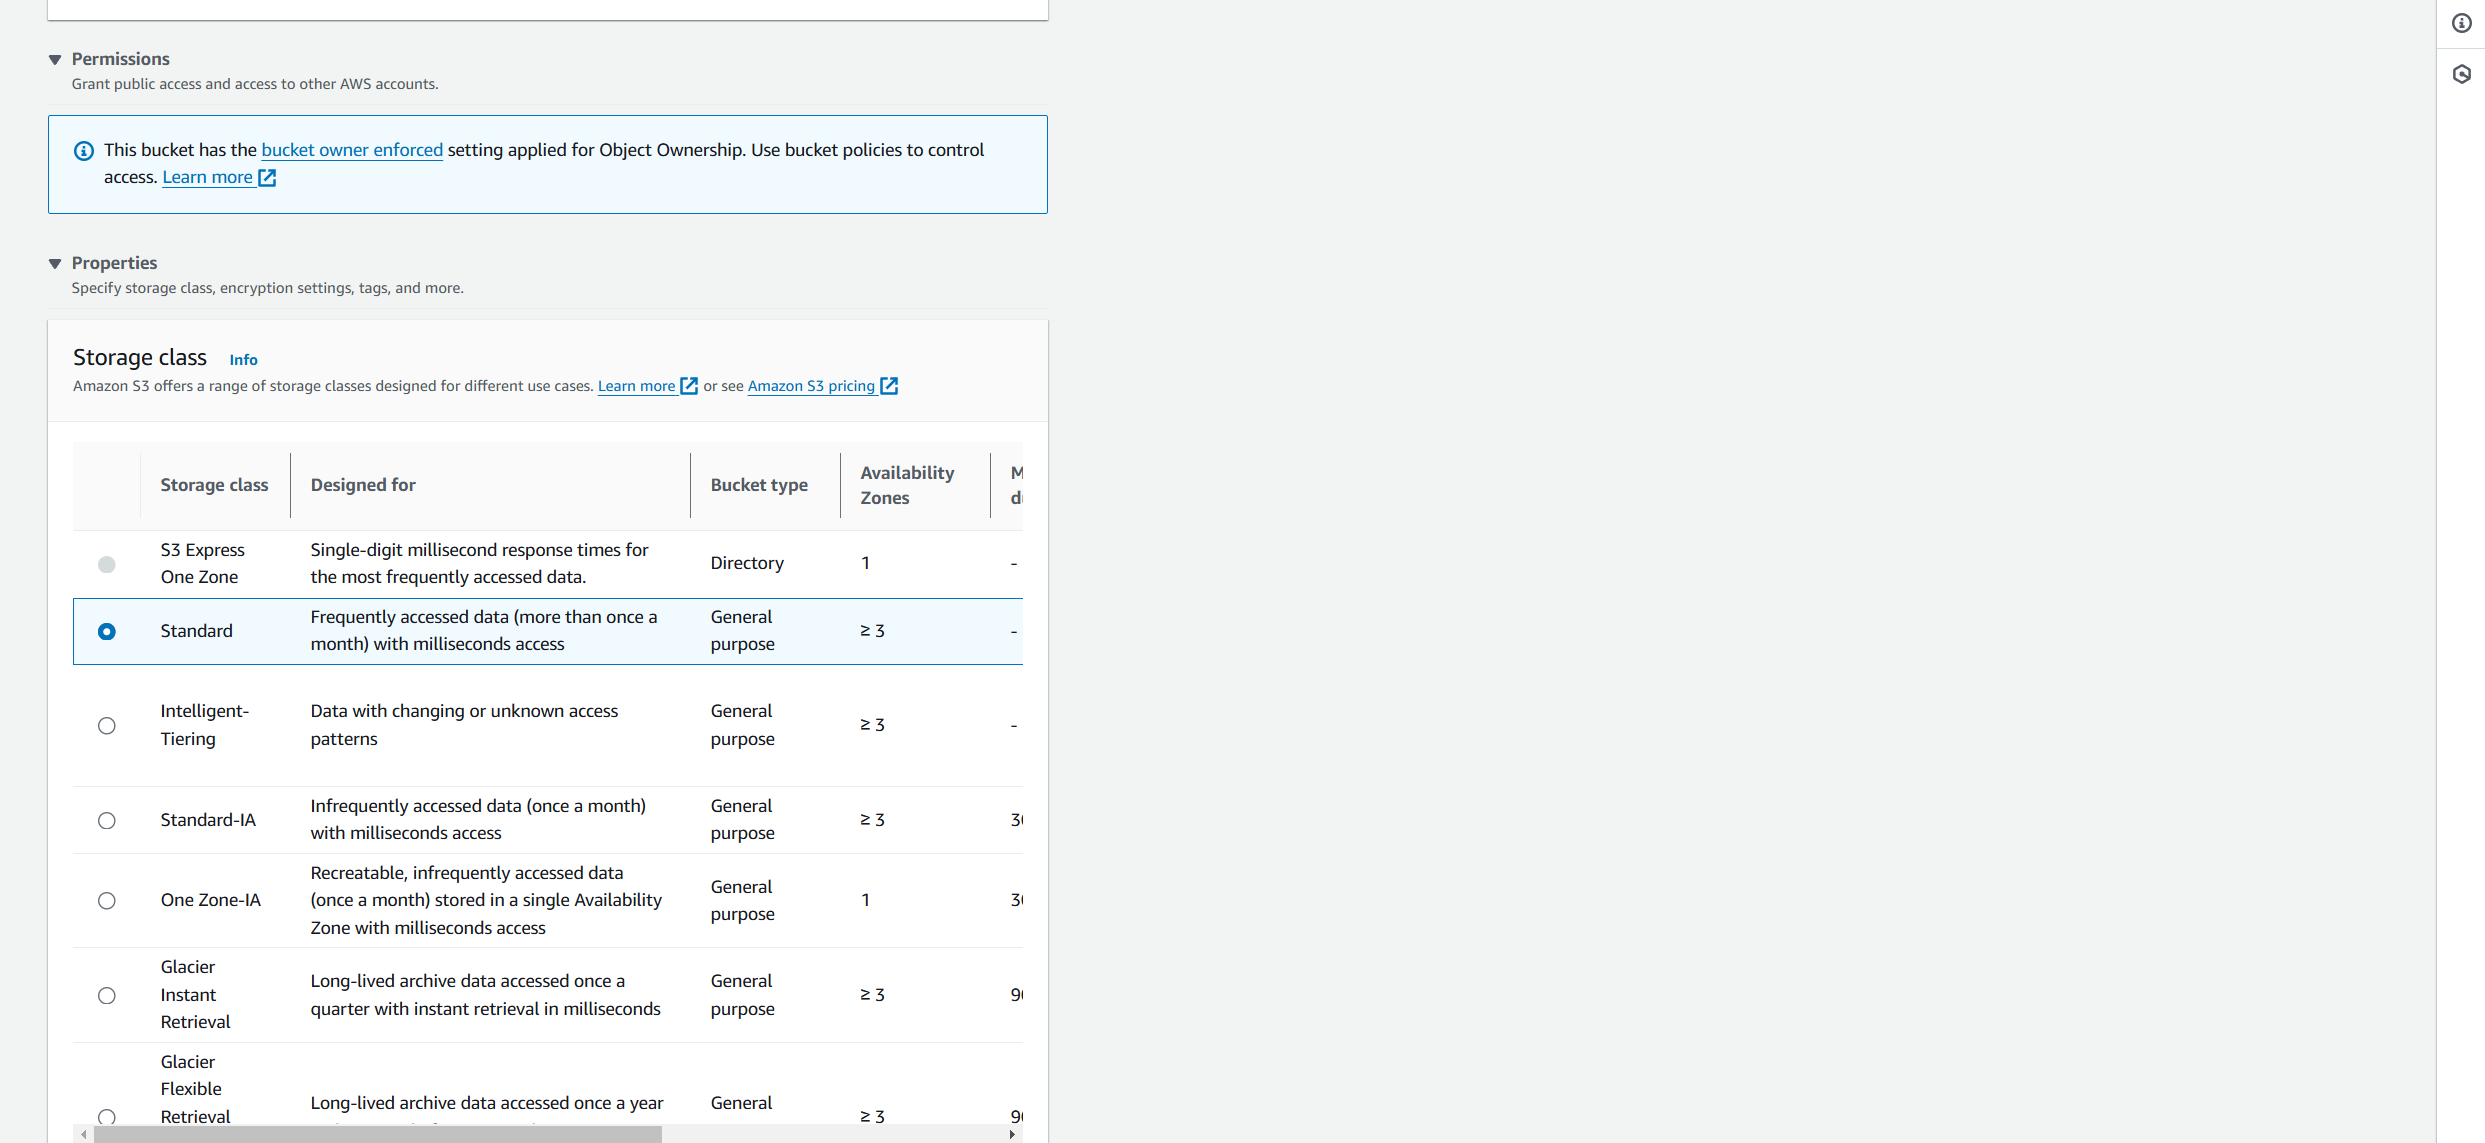 Permissions
Grant public access and access to other AWS accounts.
This bucket has the bucket owner enforced setting applied for Object Ownership. Use bucket policies to control
access. Learn more
Properties
Specify storage class, encryption settings, tags, and more.
Storage class Info
Amazon S3 offers a range of storage classes designed for different use cases. Learn more or see Amazon S3 pricing
Storage class
Designed for
Bucket type
Availability
Zones
S3 Express
One Zone
Single-digit millisecond response times for
the most frequently accessed data.
Directory
1
-
Standard
Frequently accessed data (more than once a
month) with milliseconds access
General
purpose
≥ 3
-
Intelligent-
Tiering
Data with changing or unknown access
patterns
General
purpose
≥ 3
-
Standard-IA
Infrequently accessed data (once a month)
with milliseconds access
General
purpose
≥ 3
One Zone-IA
Recreatable, infrequently accessed data
(once a month) stored in a single Availability
Zone with milliseconds access
General
purpose
1
Glacier
Instant
Retrieval
Long-lived archive data accessed once a
quarter with instant retrieval in milliseconds
General
purpose
≥ 3
Glacier
Flexible
Retrieval
Long-lived archive data accessed once a year
General
≥ 3